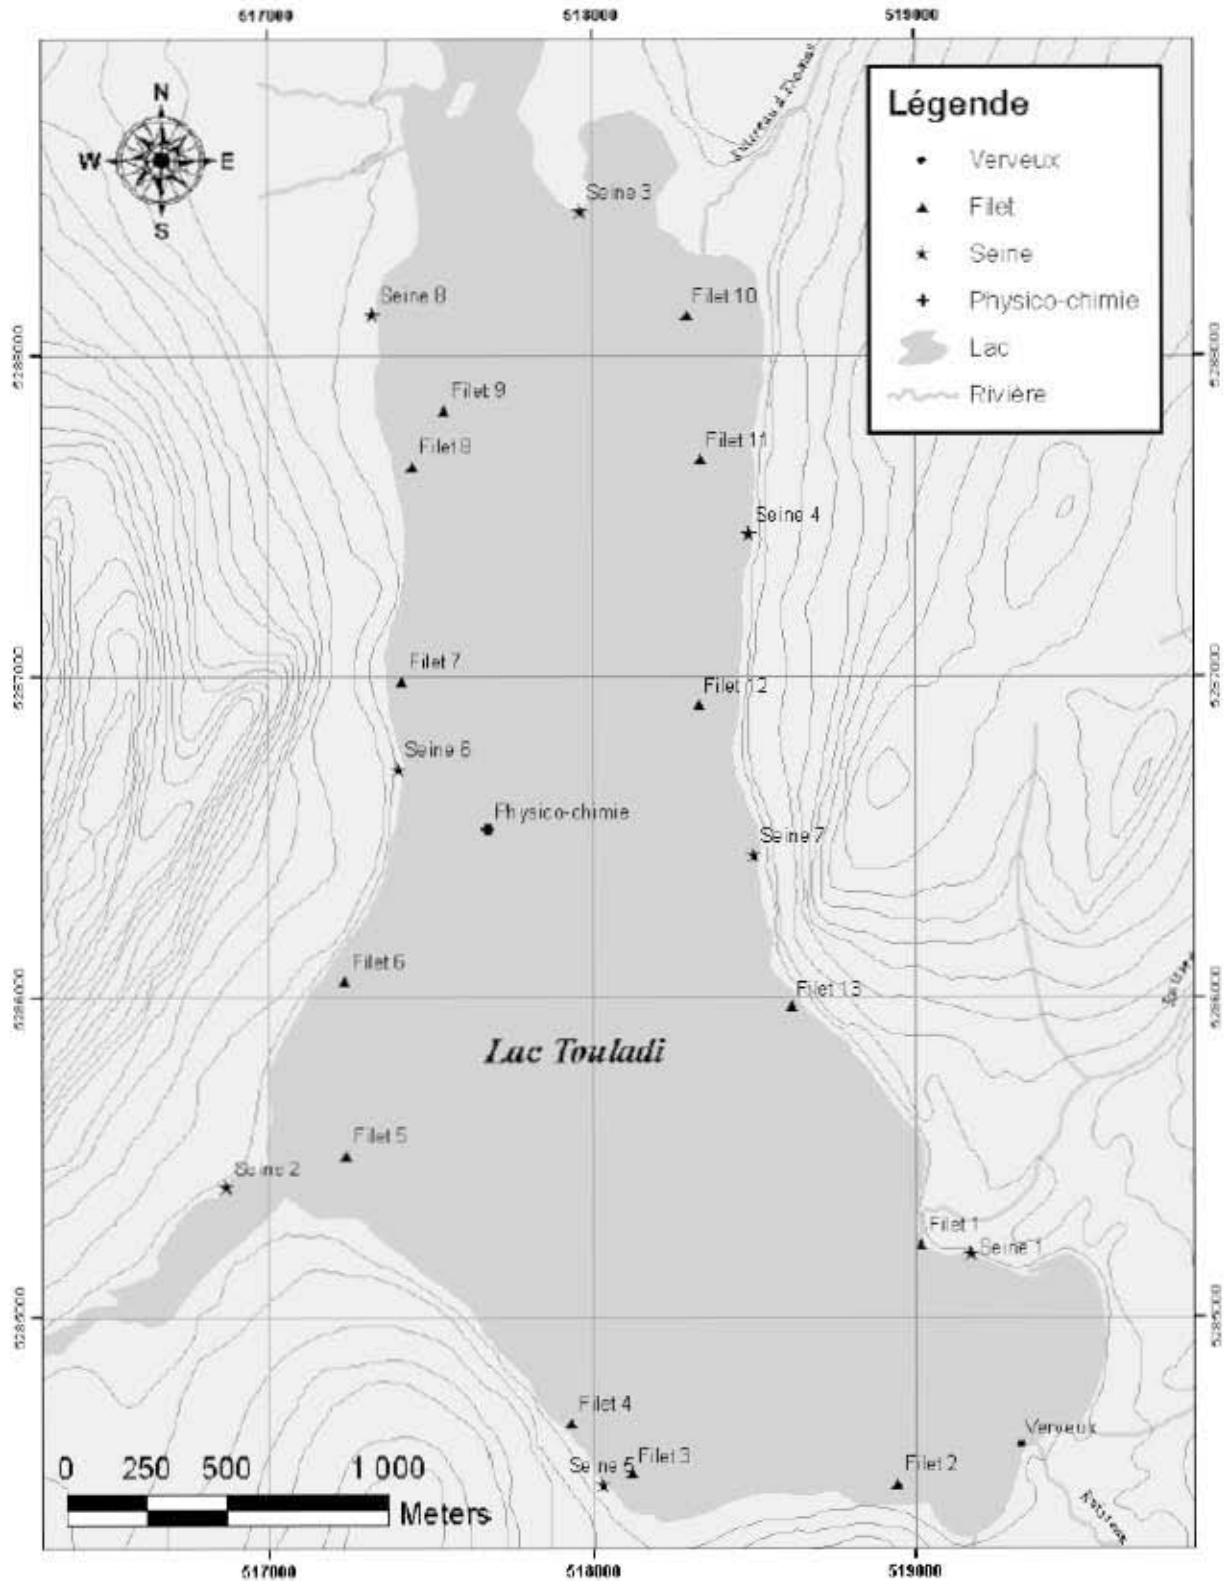 517000 518000 519000
N
W E
S
Légende
Verveux
Filet
Seine
Physico-chimie
Lac
Rivière
Seine 3
Seine 8
Filet 10
5288000 5288000
Filet 9
Filet 8
Filet 11
Seine 4
Filet 7
5287000 5287000
Filet 12
Seine 6
Physico-chimie
Seine 7
Filet 6
5286000 5286000
Filet 13
Lac Touladi
Filet 5
Seine 2
Filet 1
Seine 1
5285000 5285000
Filet 4
Verveux
Filet 3
Seine 5
Filet 2
0 250 500 1 000
Meters
517000 518000 519000